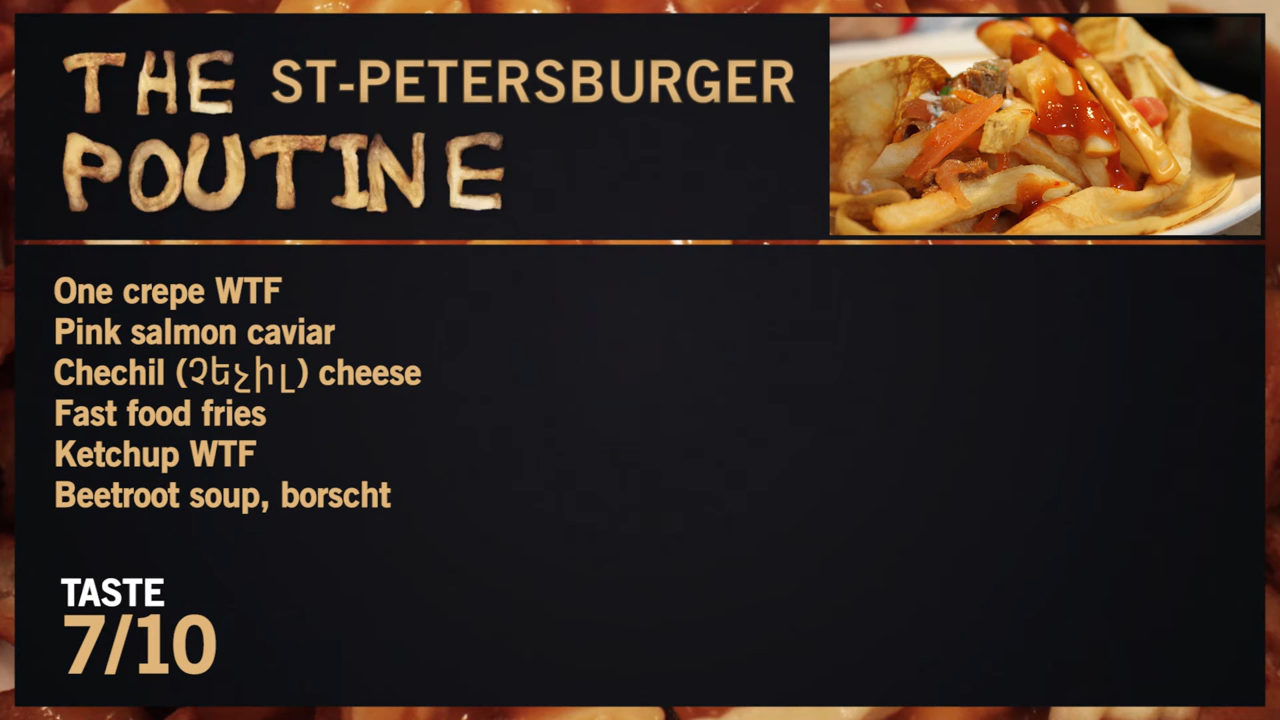 THE ST-PETERSBURGER
POUTINE
One crepe WTF
Pink salmon caviar
Chechil (Չեչիլ) cheese
Fast food fries
Ketchup WTF
Beetroot soup, borscht
TASTE
7/10